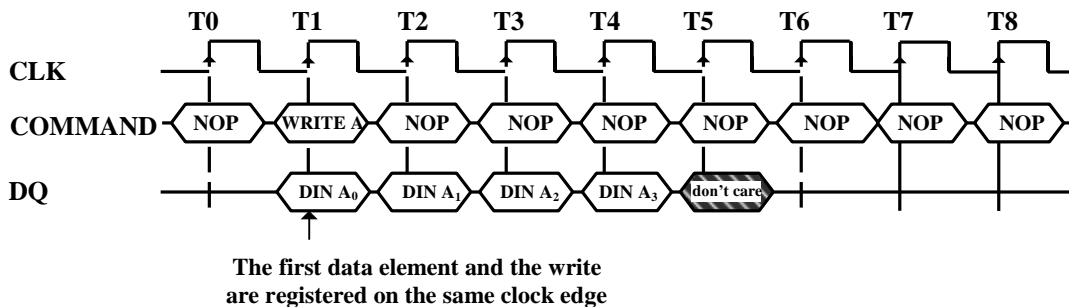 T0 T1 T2 T3 T4 T5 T6 T7 T8
CLK
COMMAND NOP WRITE A NOP NOP NOP NOP NOP NOP NOP
DQ DIN A₀ DIN A₁ DIN A₂ DIN A₃ don't care
The first data element and the write
are registered on the same clock edge